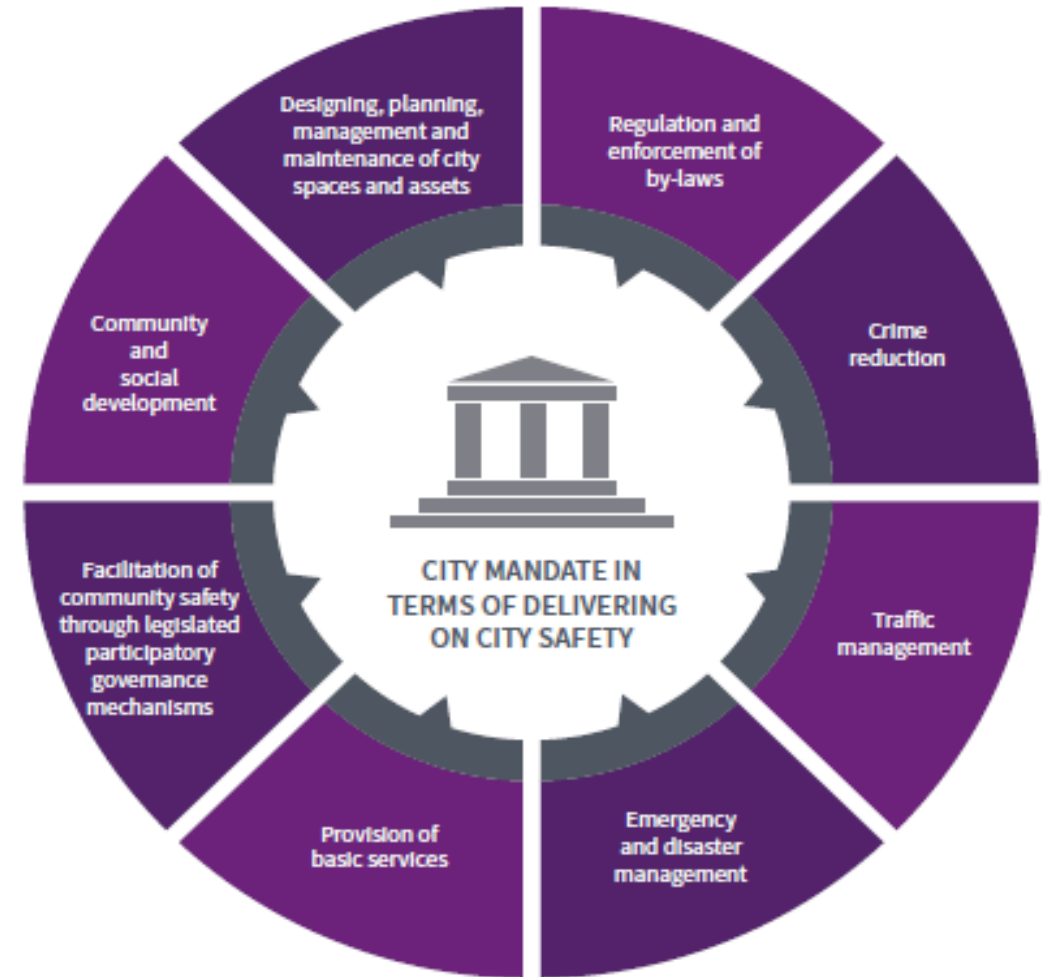 Designing, planning,
management and
maintenance of city
spaces and assets
Regulation and
enforcement of
by-laws
Crime
reduction
Traffic
management
Emergency
and disaster
management
Provision of
basic services
Facilitation of
community safety
through legislated
participatory
governance
mechanisms
Community
and
social
development
CITY MANDATE IN
TERMS OF DELIVERING
ON CITY SAFETY